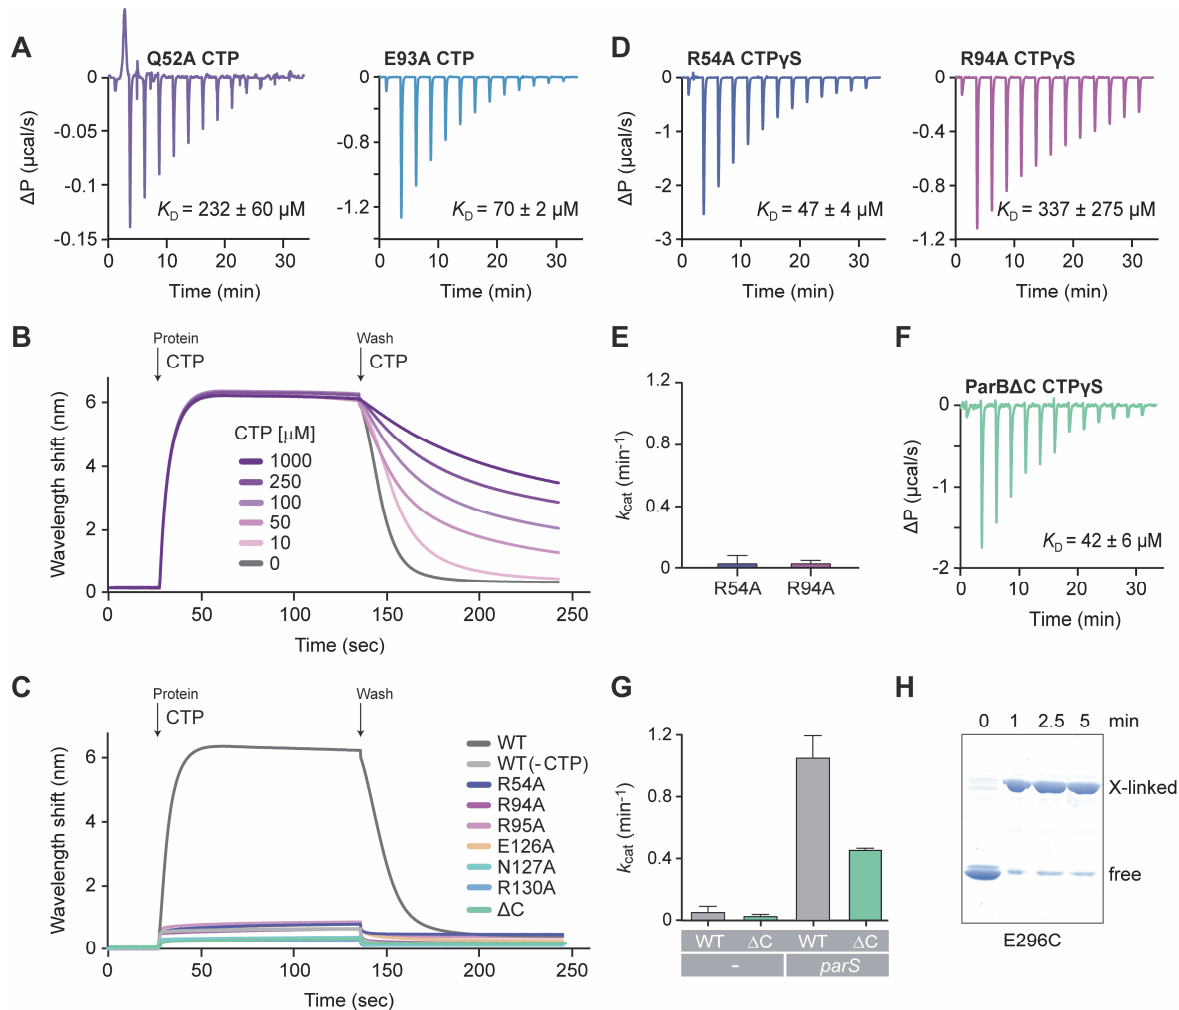 A
Q52A CTP
E93A CTP
0
-0.05
-0.1
-0.15
ΔP (µcal/s)
K_D = 232 ± 60 µM
0 10 20 30
Time (min)
0
-0.8
-1.2
K_D = 70 ± 2 µM
0 10 20 30
Time (min)
D
R54A CTPγS
R94A CTPγS
0
-1
-2
-3
ΔP (µcal/s)
K_D = 47 ± 4 µM
0 10 20 30
Time (min)
0
-0.4
-0.8
-1.2
K_D = 337 ± 275 µM
0 10 20 30
Time (min)
B
Protein
CTP
Wash
CTP
Wavelength shift (nm)
6
4
2
0
CTP [µM]
1000
250
100
50
10
0
0 50 100 150 200 250
Time (sec)
E
k_cat (min⁻¹)
1.2
0.8
0.4
0
R54A R94A
F
ParBΔC CTPγS
0
-1
-2
ΔP (µcal/s)
K_D = 42 ± 6 µM
0 10 20 30
Time (min)
C
Protein
CTP
Wash
Wavelength shift (nm)
6
4
2
0
WT
WT(-CTP)
R54A
R94A
R95A
E126A
N127A
R130A
ΔC
0 50 100 150 200 250
Time (sec)
G
k_cat (min⁻¹)
1.2
0.8
0.4
0
WT ΔC WT ΔC
- parS
H
0 1 2.5 5 min
X-linked
free
E296C